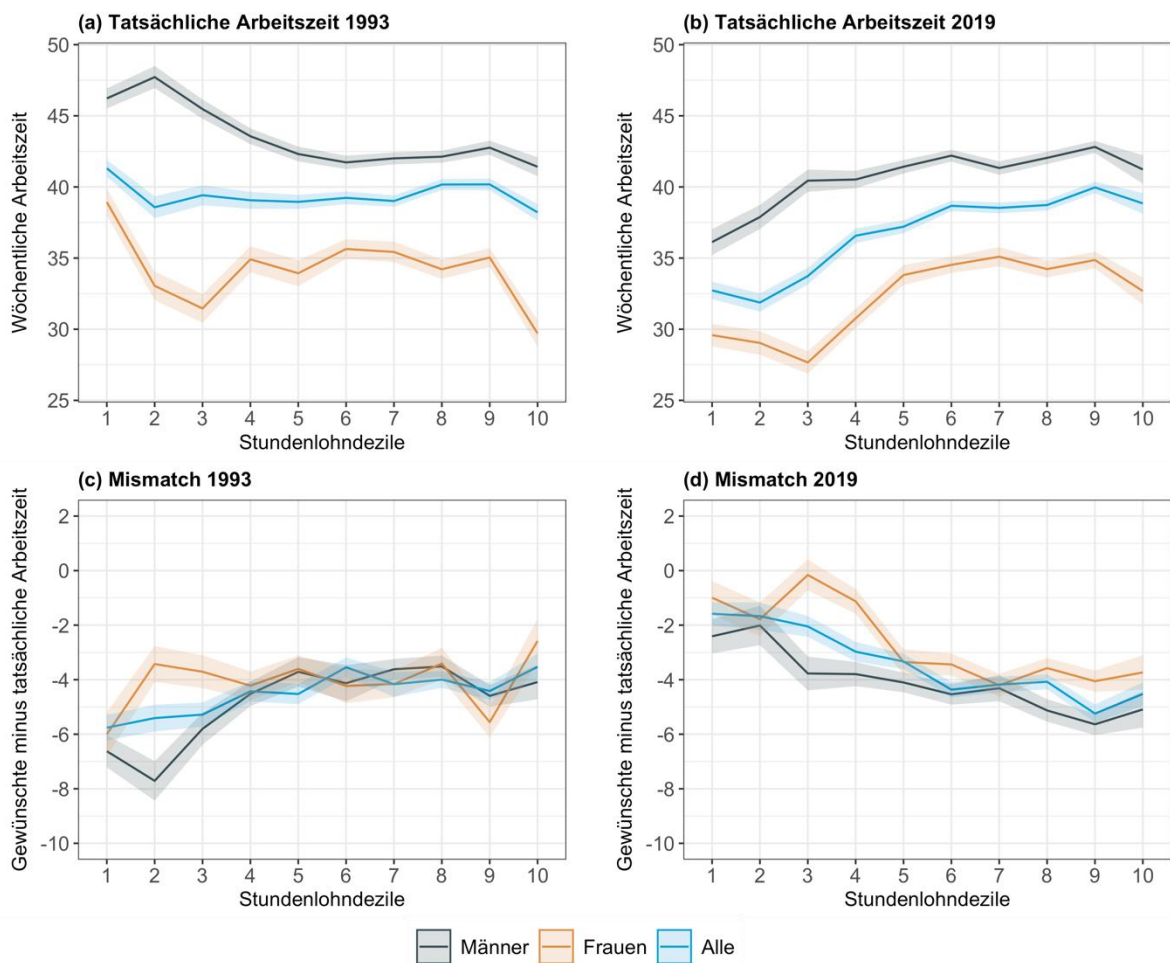 (a) Tatsächliche Arbeitszeit 1993
Wöchentliche Arbeitszeit
50
45
40
35
30
25
1 2 3 4 5 6 7 8 9 10
Stundenlohndezile
(b) Tatsächliche Arbeitszeit 2019
Wöchentliche Arbeitszeit
50
45
40
35
30
25
1 2 3 4 5 6 7 8 9 10
Stundenlohndezile
(c) Mismatch 1993
Gewünschte minus tatsächliche Arbeitszeit
2
0
-2
-4
-6
-8
-10
1 2 3 4 5 6 7 8 9 10
Stundenlohndezile
(d) Mismatch 2019
Gewünschte minus tatsächliche Arbeitszeit
2
0
-2
-4
-6
-8
-10
1 2 3 4 5 6 7 8 9 10
Stundenlohndezile
Männer Frauen Alle